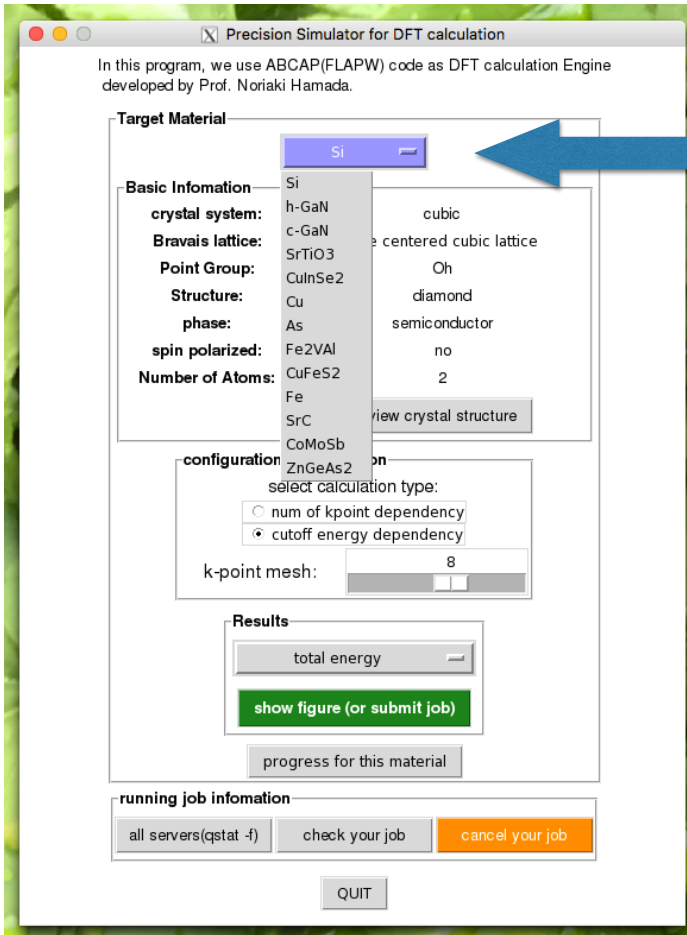 Precision Simulator for DFT calculation
In this program, we use ABCAP(FLAPW) code as DFT calculation Engine
developed by Prof. Noriaki Hamada.
Target Material
Si
Si
h-GaN
c-GaN
SrTiO3
CuInSe2
Cu
As
Fe2VAl
CuFeS2
Fe
SrC
CoMoSb
ZnGeAs2
Basic Infomation
crystal system: cubic
Bravais lattice: centered cubic lattice
Point Group: Oh
Structure: diamond
phase: semiconductor
spin polarized: no
Number of Atoms: 2
view crystal structure
configuration
select calculation type:
num of kpoint dependency
cutoff energy dependency
k-point mesh: 8
Results
total energy
show figure (or submit job)
progress for this material
running job infomation
all servers(qstat -f) check your job cancel your job
QUIT